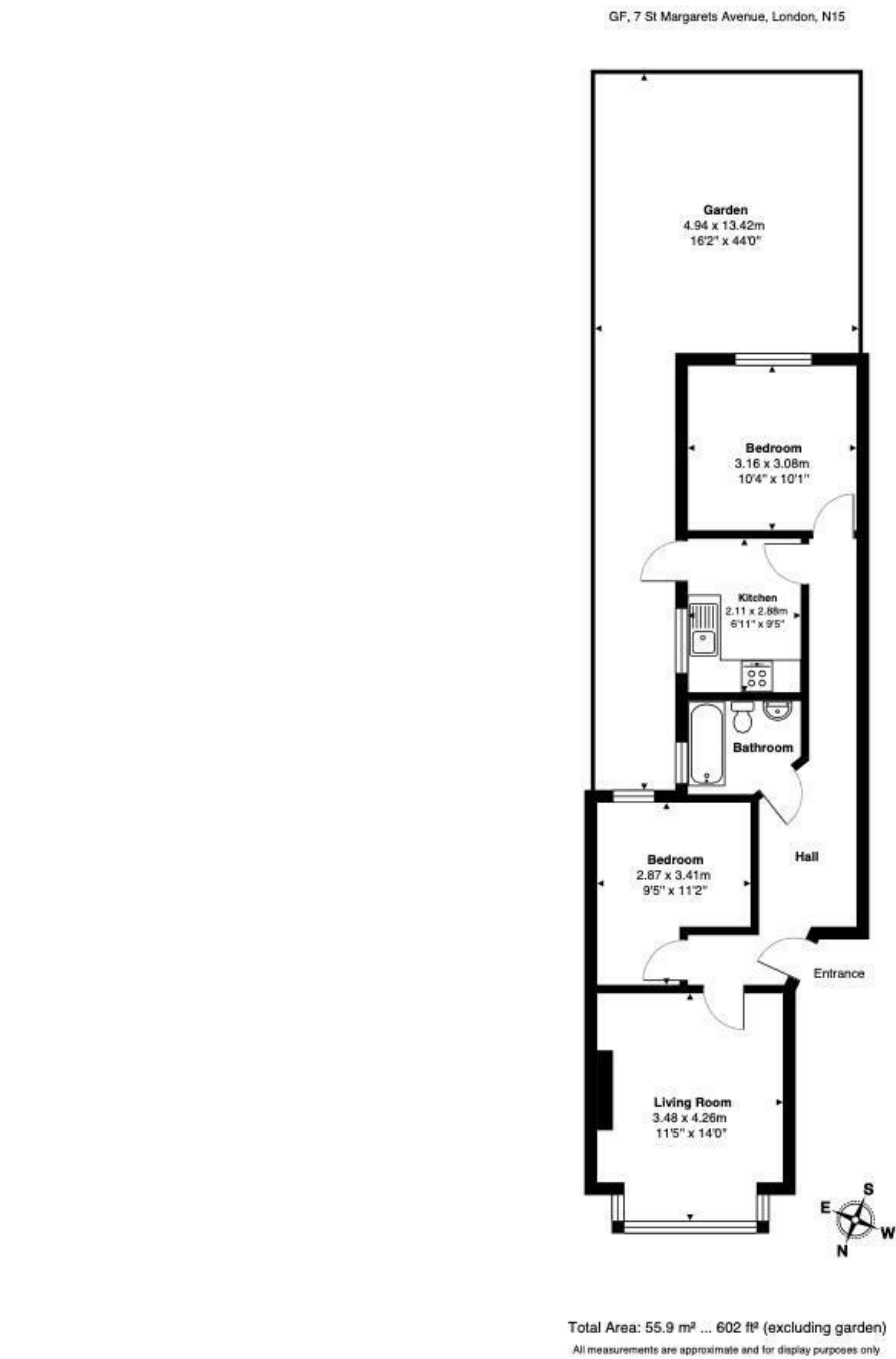 GF, 7 St Margarets Avenue, London, N15
Garden
4.94 x 13.42m
16'2" x 44'0"
Bedroom
3.16 x 3.08m
10'4" x 10'1"
Kitchen
2.11 x 2.88m
6'11" x 9'5"
Bathroom
Hall
Bedroom
2.87 x 3.41m
9'5" x 11'2"
Entrance
Living Room
3.48 x 4.26m
11'5" x 14'0"
S
E
W
N
Total Area: 55.9 m² ... 602 ft² (excluding garden)
All measurements are approximate and for display purposes only